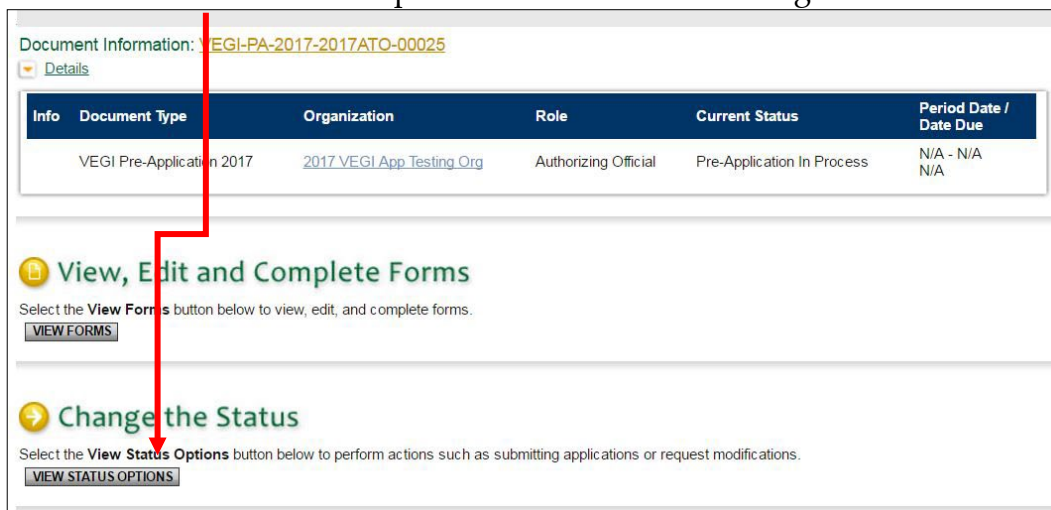 Document Information: VEGI-PA-2017-2017ATO-00025
Details
Info Document Type Organization Role Current Status Period Date / Date Due
VEGI Pre-Application 2017 2017 VEGI App Testing Org Authorizing Official Pre-Application In Process N/A - N/A
N/A
View, Edit and Complete Forms
Select the View Forms button below to view, edit, and complete forms.
VIEW FORMS
Change the Status
Select the View Status Options button below to perform actions such as submitting applications or request modifications.
VIEW STATUS OPTIONS